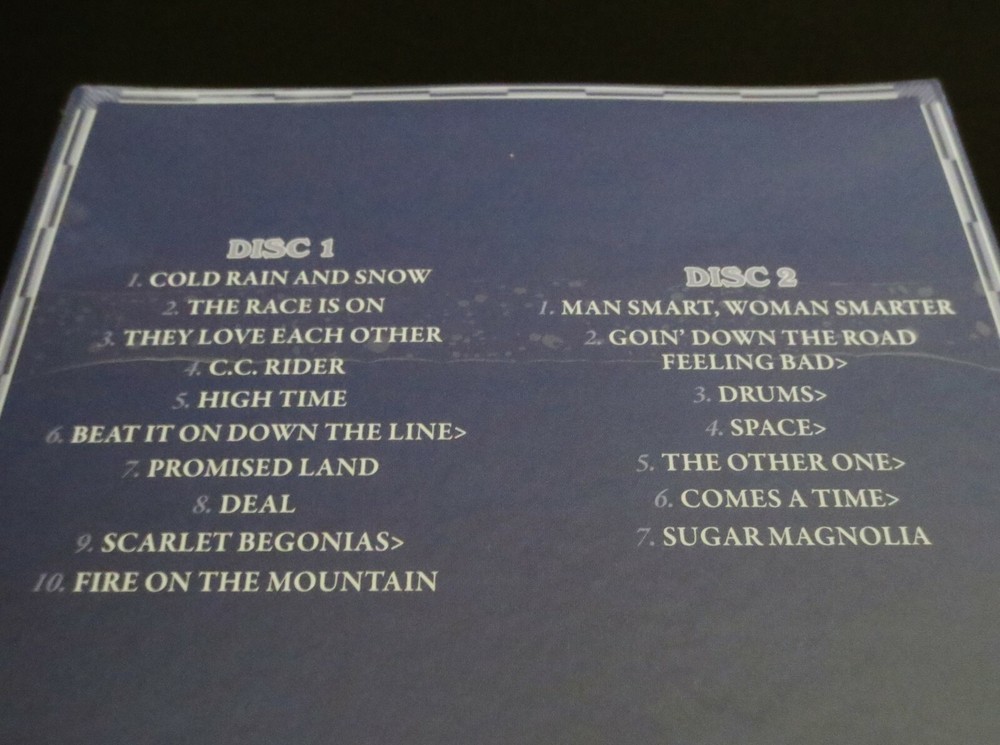 DISC 1
1. COLD RAIN AND SNOW
2. THE RACE IS ON
3. THEY LOVE EACH OTHER
4. C.C. RIDER
5. HIGH TIME
6. BEAT IT ON DOWN THE LINE>
7. PROMISED LAND
8. DEAL
9. SCARLET BEGONIAS>
10. FIRE ON THE MOUNTAIN
DISC 2
1. MAN SMART, WOMAN SMARTER
2. GOIN' DOWN THE ROAD
FEELING BAD>
3. DRUMS>
4. SPACE>
5. THE OTHER ONE>
6. COMES A TIME>
7. SUGAR MAGNOLIA